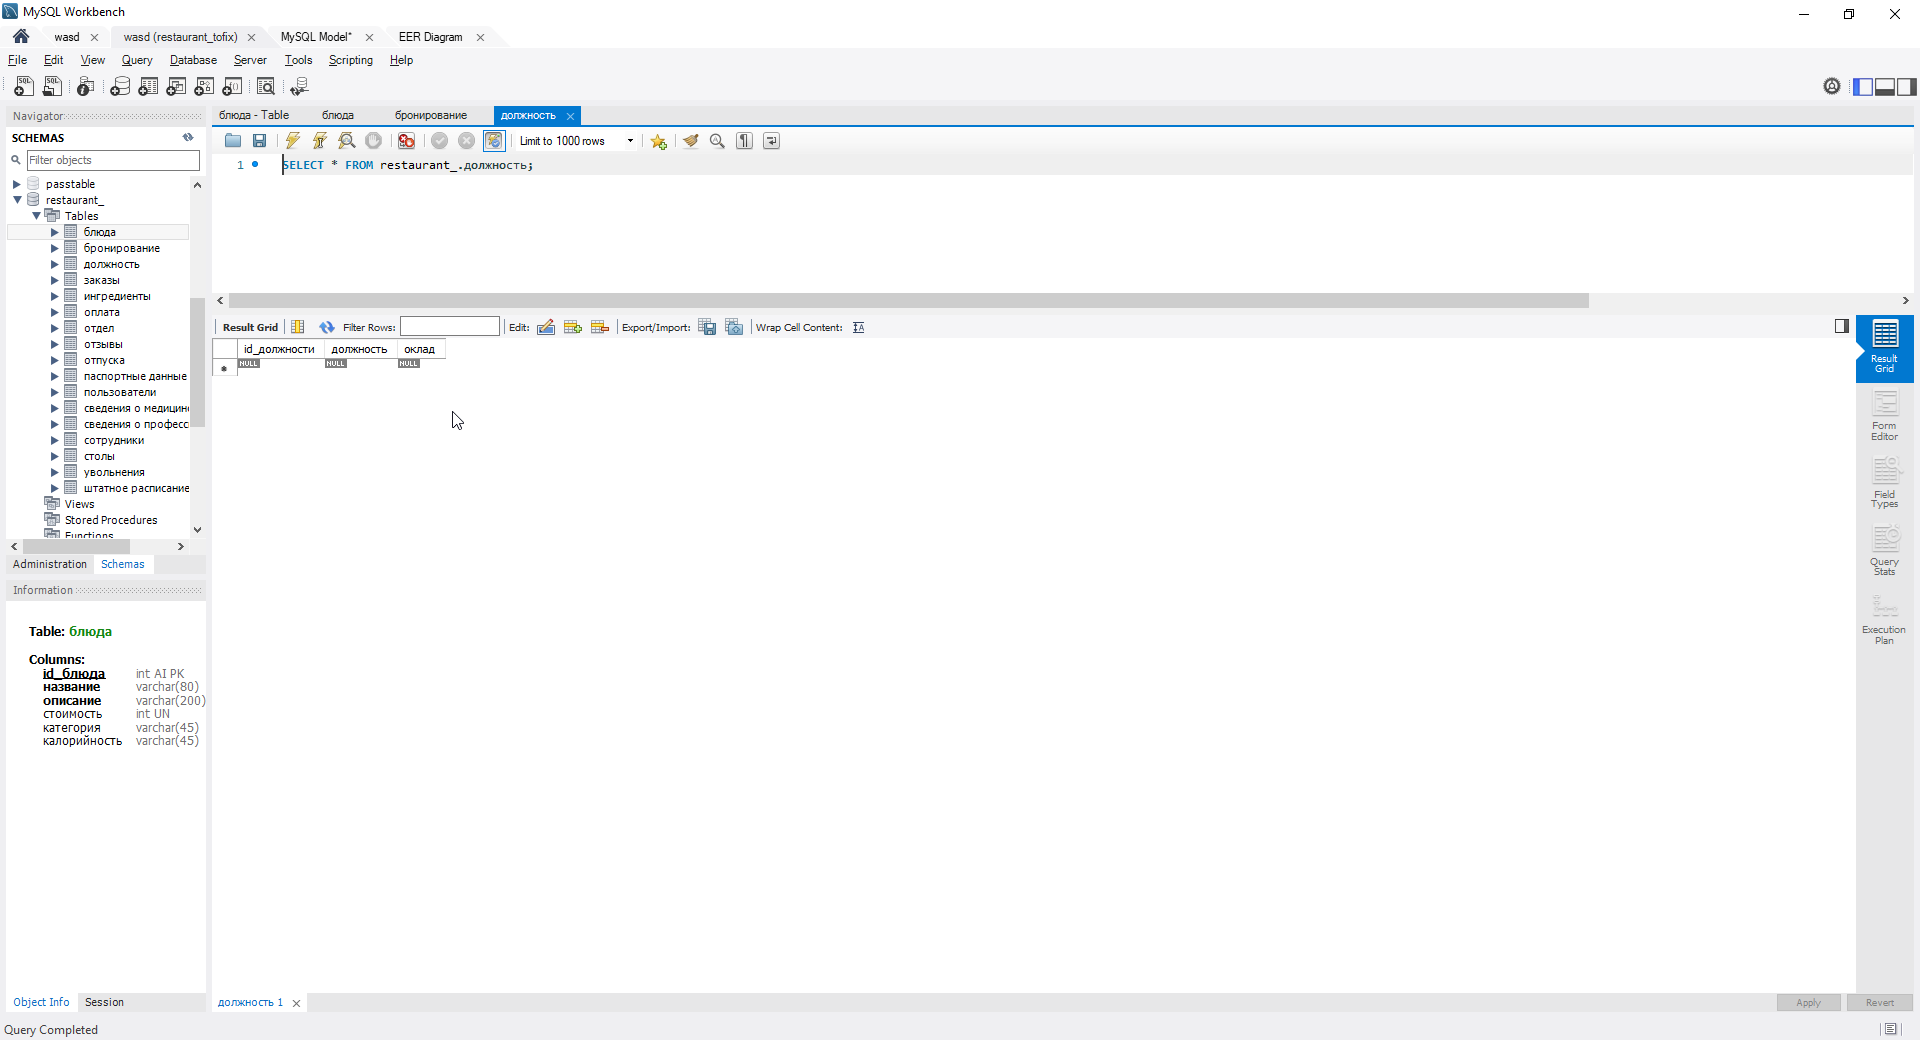 MySQL Workbench
wasd
wasd (restaurant_tofix)
MySQL Model*
EER Diagram
File Edit View Query Database Server Tools Scripting Help
Navigator
SCHEMAS
Filter objects
passtable
restaurant_
Tables
блюда
бронирование
должность
заказы
ингредиенты
оплата
отдел
отзывы
отпуска
паспортные данные
пользователи
сведения о медицин
сведения о професс
сотрудники
столы
увольнения
штатное расписание
Views
Stored Procedures
Functions
Administration Schemas
Information
Table: блюда
Columns:
id_блюда int AI PK
название varchar(80)
описание varchar(200)
стоимость int UN
категория varchar(45)
калорийность varchar(45)
Object Info Session
блюда - Table блюда бронирование должность
Limit to 1000 rows
1 SELECT * FROM restaurant_.должность;
Result Grid Filter Rows: Edit: Export/Import: Wrap Cell Content:
id_должности должность оклад
NULL NULL NULL
Result
Grid
Form
Editor
Field
Types
Query
Stats
Execution
Plan
должность 1
Apply Revert
Query Completed